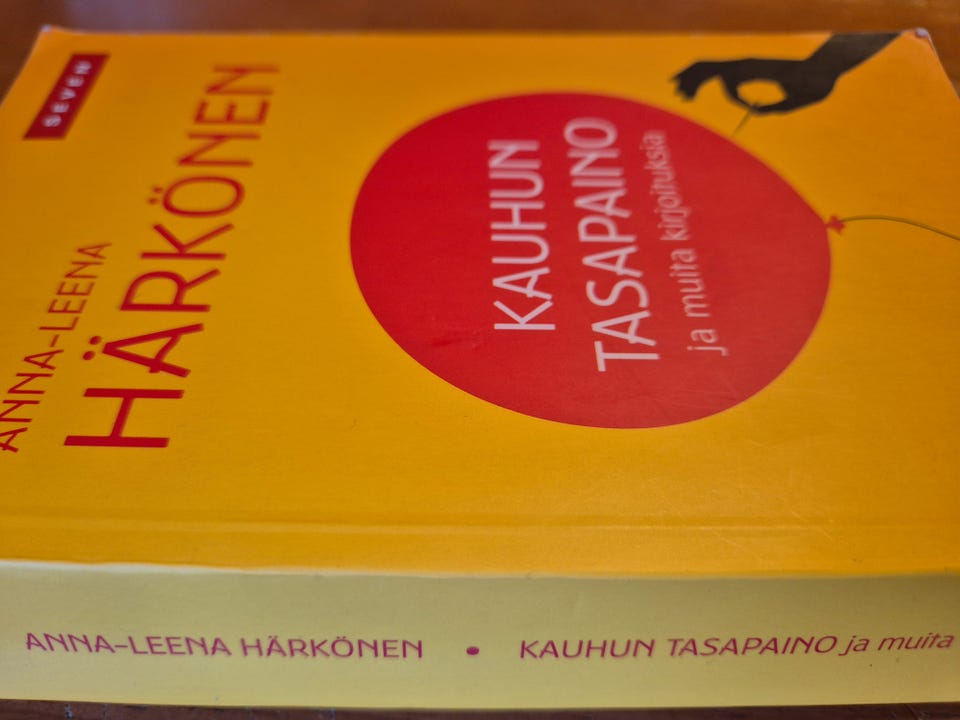 SEVEN
ANNA-LEENA
HÄRKÖNEN
KAUHUN
TASAPAINO
ja muita kirjoituksia
ANNA-LEENA HÄRKÖNEN • KAUHUN TASAPAINO ja muita